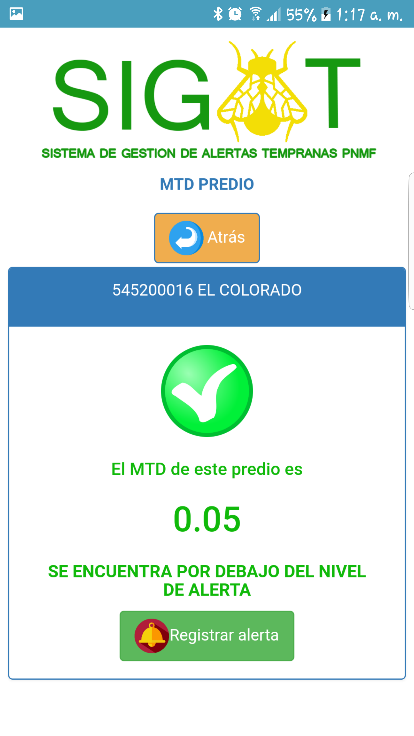 55% 1:17 a. m.
SIGAT
SISTEMA DE GESTION DE ALERTAS TEMPRANAS PNMF
MTD PREDIO
Atrás
545200016 EL COLORADO
El MTD de este predio es
0.05
SE ENCUENTRA POR DEBAJO DEL NIVEL
DE ALERTA
Registrar alerta